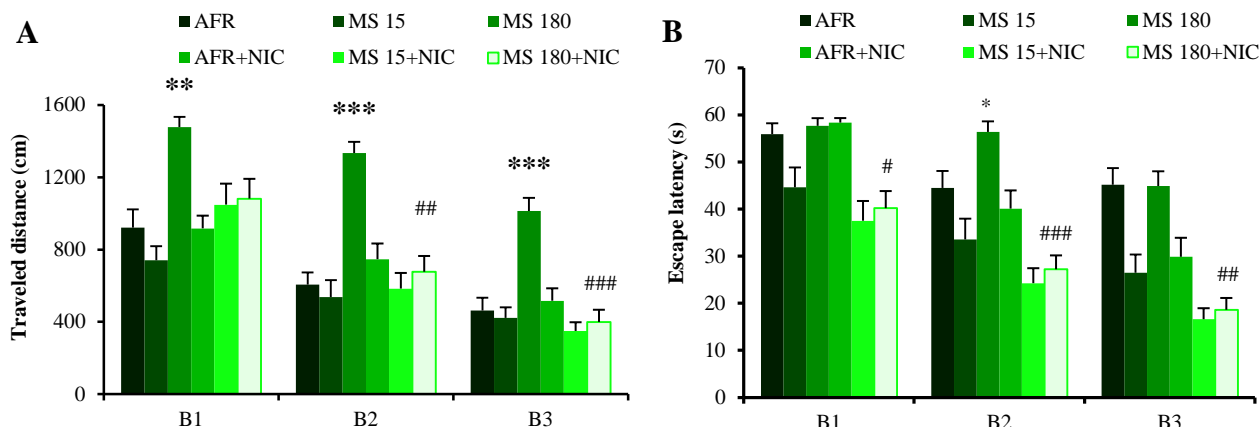 A
AFR MS 15 MS 180
AFR+NIC MS 15+NIC MS 180+NIC
Traveled distance (cm)
1600
1200
800
400
0
**
***
##
***
###
B1 B2 B3
B
AFR MS 15 MS 180
AFR+NIC MS 15+NIC MS 180+NIC
Escape latency (s)
70
60
50
40
30
20
10
0
#
*
###
##
B1 B2 B3